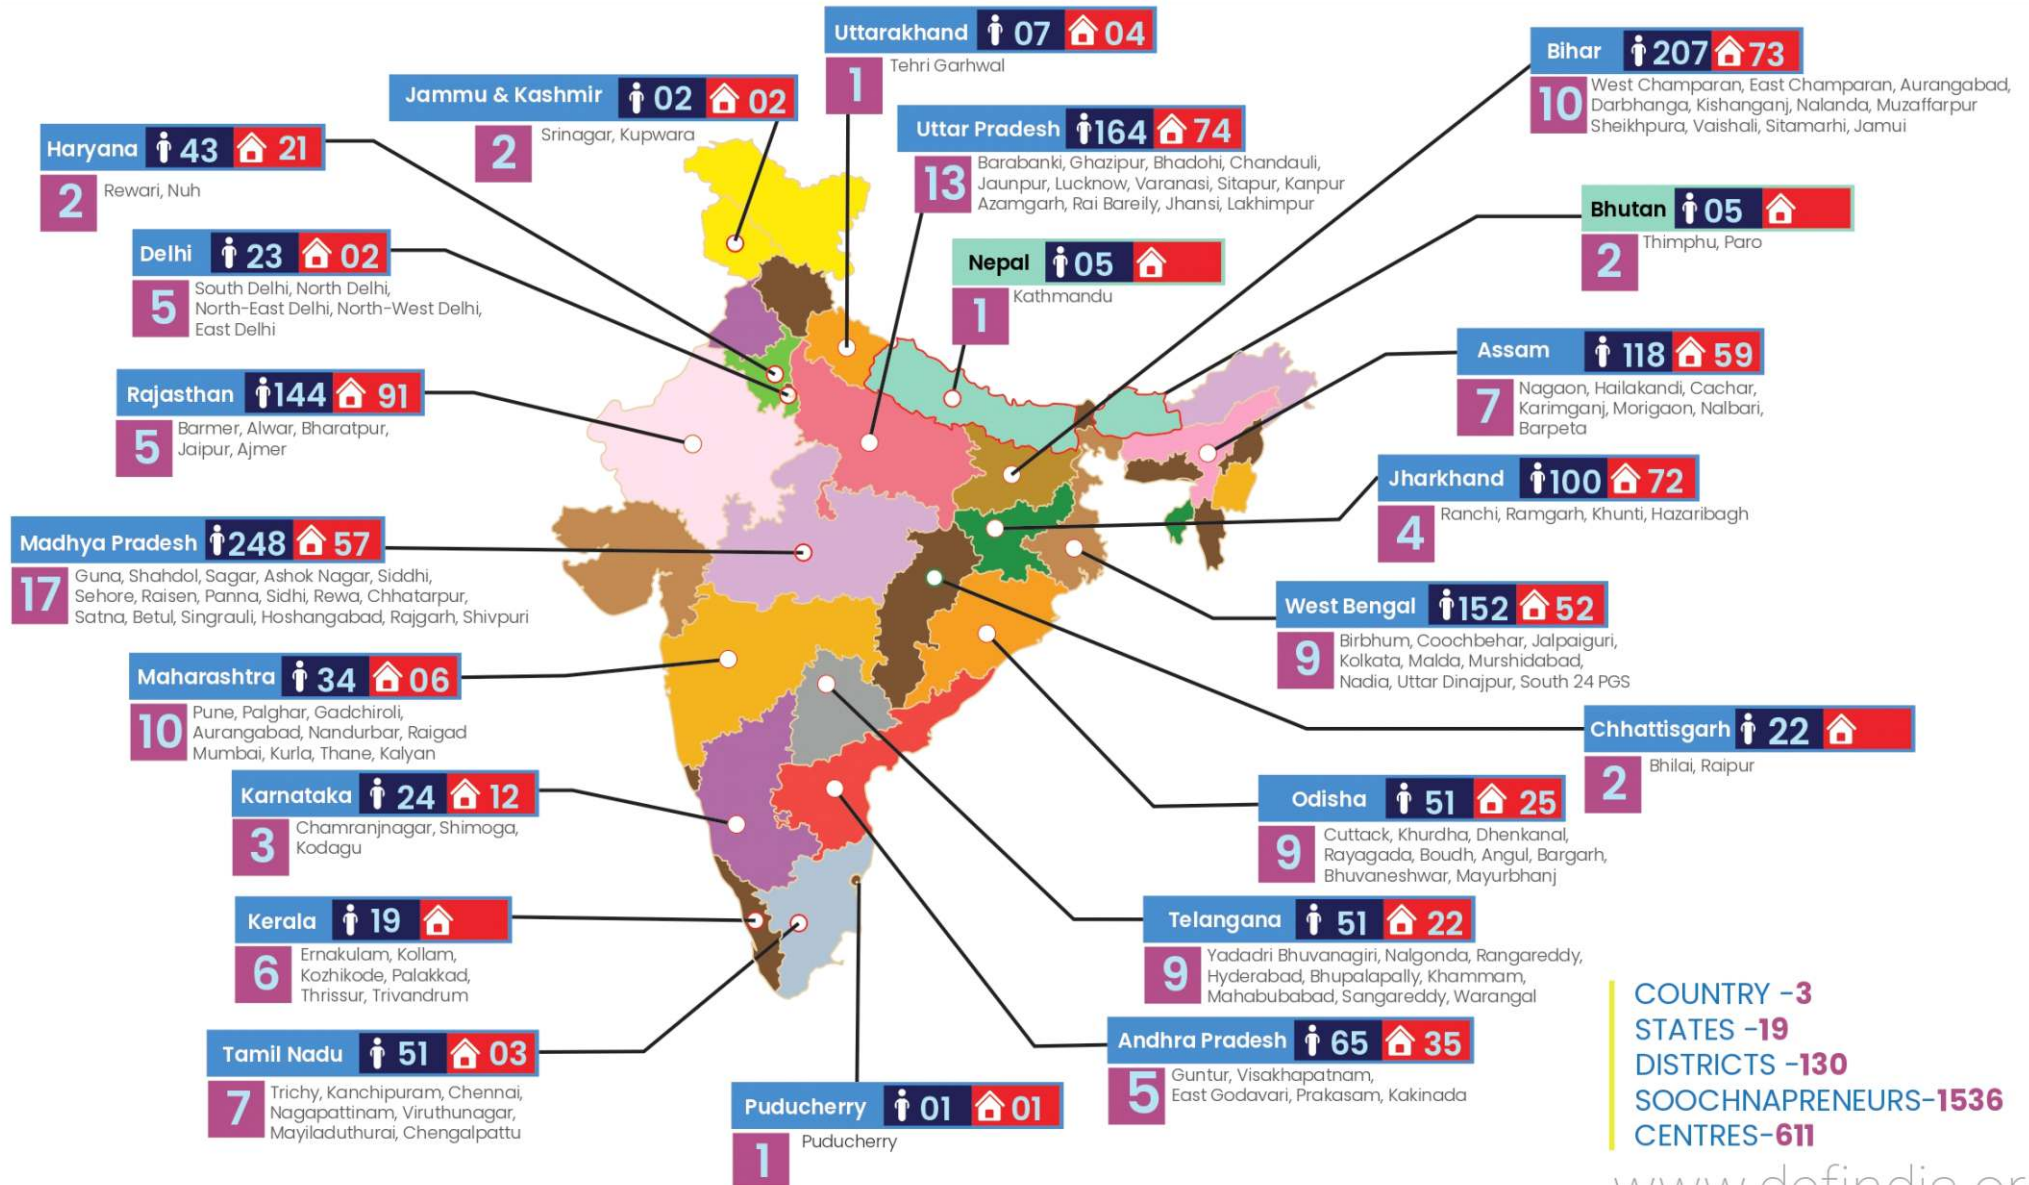 Uttarakhand 07 04
1 Tehri Garhwal
Bihar 207 73
10 West Champaran, East Champaran, Aurangabad,
Darbhanga, Kishanganj, Nalanda, Muzaffarpur
Sheikhpura, Vaishali, Sitamarhi, Jamui
Jammu & Kashmir 02 02
2 Srinagar, Kupwara
Uttar Pradesh 164 74
13 Barabanki, Ghazipur, Bhadohi, Chandauli,
Jaunpur, Lucknow, Varanasi, Sitapur, Kanpur
Azamgarh, Rai Bareily, Jhansi, Lakhimpur
Haryana 43 21
2 Rewari, Nuh
Bhutan 05
2 Thimphu, Paro
Delhi 23 02
5 South Delhi, North Delhi,
North-East Delhi, North-West Delhi,
East Delhi
Nepal 05
1 Kathmandu
Assam 118 59
7 Nagaon, Hailakandi, Cachar,
Karimganj, Morigaon, Nalbari,
Barpeta
Rajasthan 144 91
5 Barmer, Alwar, Bharatpur,
Jaipur, Ajmer
Jharkhand 100 72
4 Ranchi, Ramgarh, Khunti, Hazaribagh
Madhya Pradesh 248 57
17 Guna, Shahdol, Sagar, Ashok Nagar, Siddhi,
Sehore, Raisen, Panna, Sidhi, Rewa, Chhatarpur,
Satna, Betul, Singrauli, Hoshangabad, Rajgarh, Shivpuri
West Bengal 152 52
9 Birbhum, Coochbehar, Jalpaiguri,
Kolkata, Malda, Murshidabad,
Nadia, Uttar Dinajpur, South 24 PGS
Maharashtra 34 06
10 Pune, Palghar, Gadchiroli,
Aurangabad, Nandurbar, Raigad
Mumbai, Kurla, Thane, Kalyan
Chhattisgarh 22
2 Bhilai, Raipur
Karnataka 24 12
3 Chamranjnagar, Shimoga,
Kodagu
Odisha 51 25
9 Cuttack, Khurdha, Dhenkanal,
Rayagada, Boudh, Angul, Bargarh,
Bhuvaneshwar, Mayurbhanj
Kerala 19
6 Ernakulam, Kollam,
Kozhikode, Palakkad,
Thrissur, Trivandrum
Telangana 51 22
9 Yadadri Bhuvanagiri, Nalgonda, Rangareddy,
Hyderabad, Bhupalapally, Khammam,
Mahabubabad, Sangareddy, Warangal
Tamil Nadu 51 03
7 Trichy, Kanchipuram, Chennai,
Nagapattinam, Viruthunagar,
Mayiladuthurai, Chengalpattu
Andhra Pradesh 65 35
5 Guntur, Visakhapatnam,
East Godavari, Prakasam, Kakinada
Puducherry 01 01
1 Puducherry
COUNTRY -3
STATES -19
DISTRICTS -130
SOOCHNAPRENEURS-1536
CENTRES-611